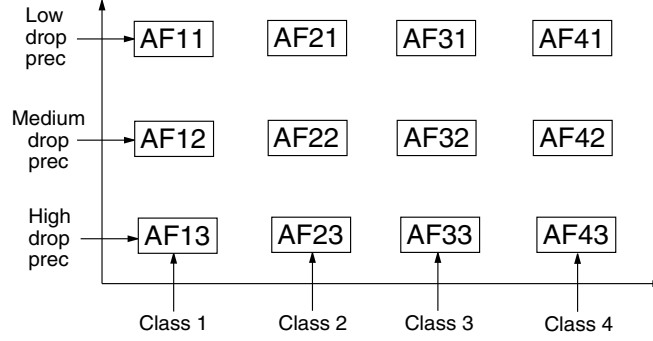 Low
drop
prec
AF11 AF21 AF31 AF41
Medium
drop
prec
AF12 AF22 AF32 AF42
High
drop
prec
AF13 AF23 AF33 AF43
Class 1 Class 2 Class 3 Class 4